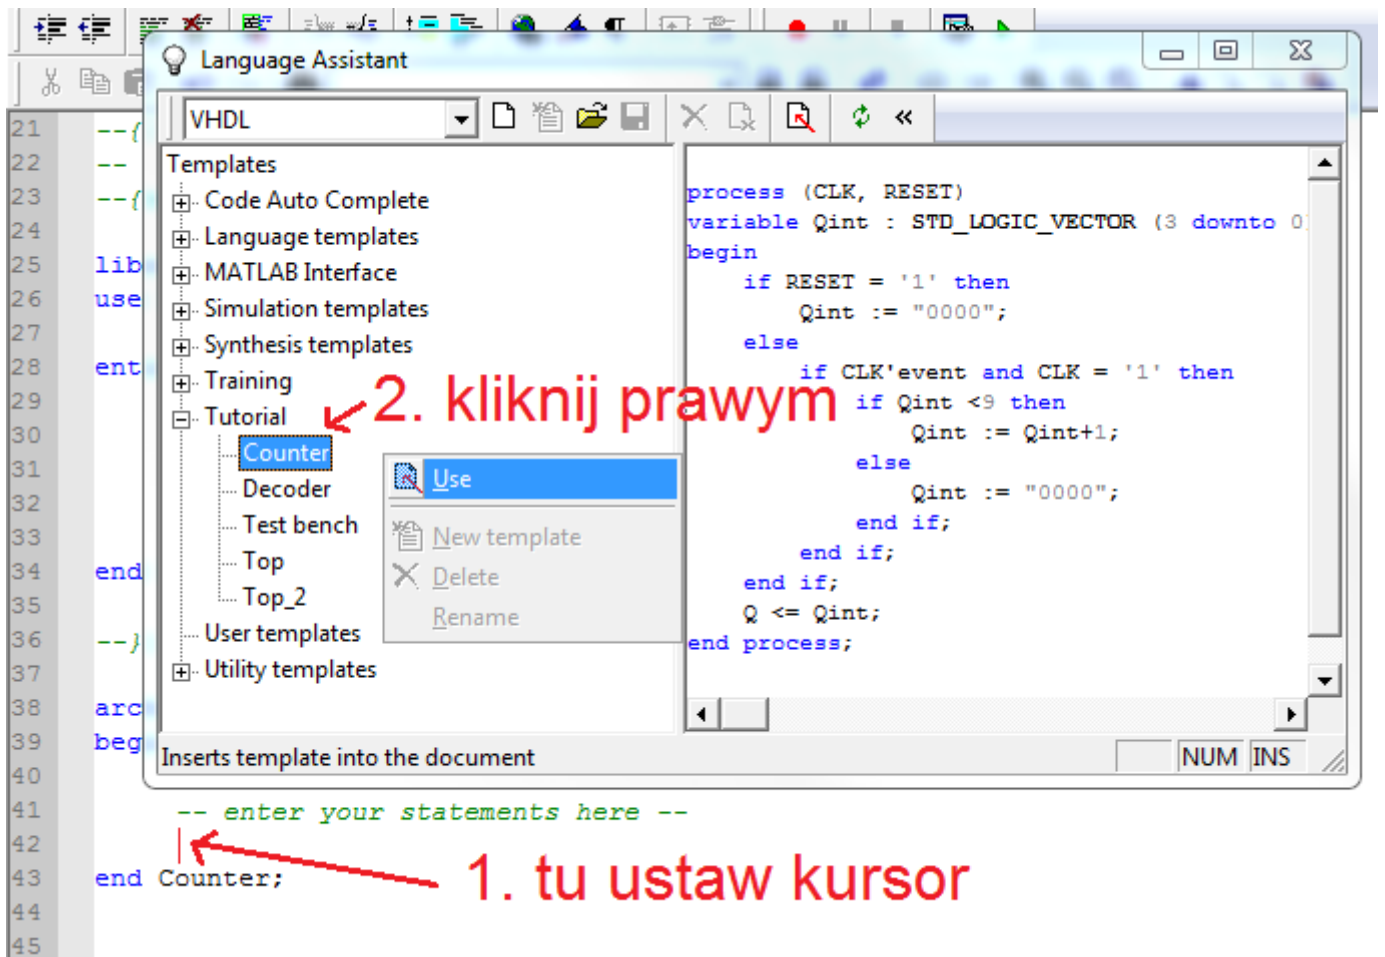 Language Assistant
VHDL
Templates
Code Auto Complete
Language templates
MATLAB Interface
Simulation templates
Synthesis templates
Training
Tutorial
Counter
Decoder
Test bench
Top
Top_2
User templates
Utility templates
2. kliknij prawym
Use
New template
Delete
Rename
process (CLK, RESET)
variable Qint : STD_LOGIC_VECTOR (3 downto 0)
begin
if RESET = '1' then
Qint := "0000";
else
if CLK'event and CLK = '1' then
if Qint <9 then
Qint := Qint+1;
else
Qint := "0000";
end if;
end if;
end if;
Q <= Qint;
end process;
Inserts template into the document
NUM INS
21 --{
22 --
23 --{
24
25 lib
26 use
27
28 ent
29
30
31
32
33
34 end
35
36 --}
37
38 arc
39 beg
40
41 -- enter your statements here --
42
43 end Counter;
44
45
1. tu ustaw kursor